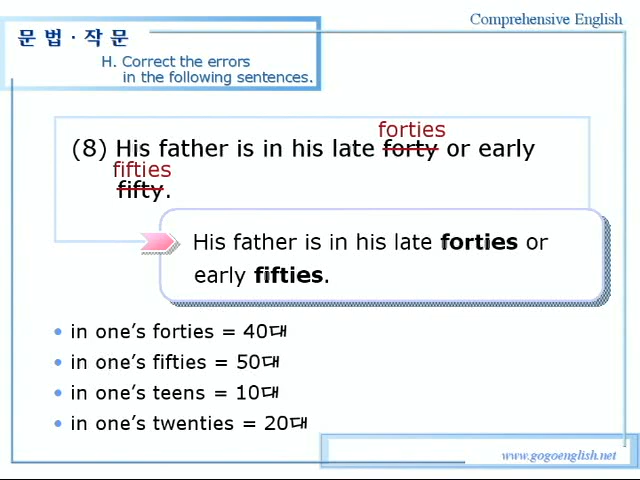 Comprehensive English
문법·작문
H. Correct the errors
in the following sentences.
forties
(8) His father is in his late forty or early
fifties
fifty.
His father is in his late forties or
early fifties.
• in one's forties = 40대
• in one's fifties = 50대
• in one's teens = 10대
• in one's twenties = 20대
www.gogoenglish.net